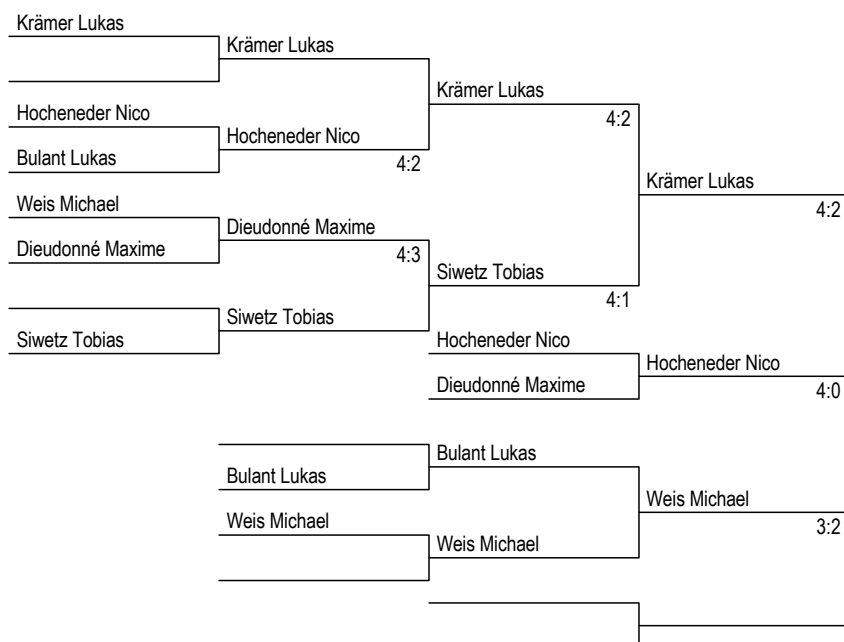 Krämer Lukas
Krämer Lukas
Krämer Lukas
4:2
Hocheneder Nico
Hocheneder Nico
4:2
Bulant Lukas
Krämer Lukas
4:2
Weis Michael
Dieudonné Maxime
4:3
Dieudonné Maxime
Siwetz Tobias
4:1
Siwetz Tobias
Siwetz Tobias
Hocheneder Nico
Hocheneder Nico
4:0
Dieudonné Maxime
Bulant Lukas
Bulant Lukas
Weis Michael
3:2
Weis Michael
Weis Michael